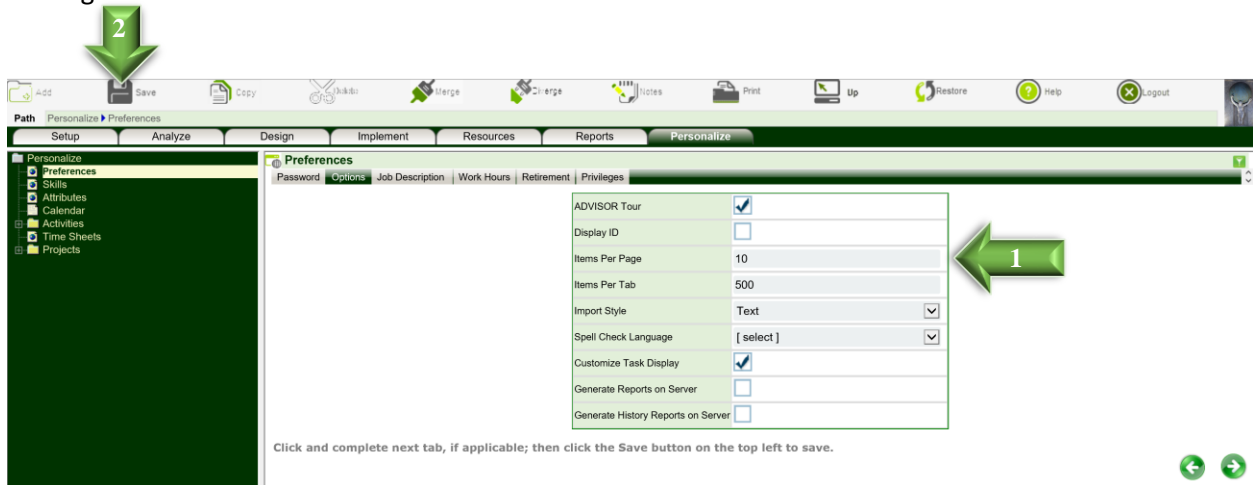 2
Add Save Copy Merge Notes Print Up Restore Help Logout
Path Personalize Preferences
Setup Analyze Design Implement Resources Reports Personalize
Personalize
Preferences
Skills
Attributes
Calendar
Activities
Time Sheets
Projects
Preferences
Password Options Job Description Work Hours Retirement Privileges
ADVISOR Tour
Display ID
Items Per Page 10
Items Per Tab 500
Import Style Text
Spell Check Language [ select ]
Customize Task Display
Generate Reports on Server
Generate History Reports on Server
1
Click and complete next tab, if applicable; then click the Save button on the top left to save.